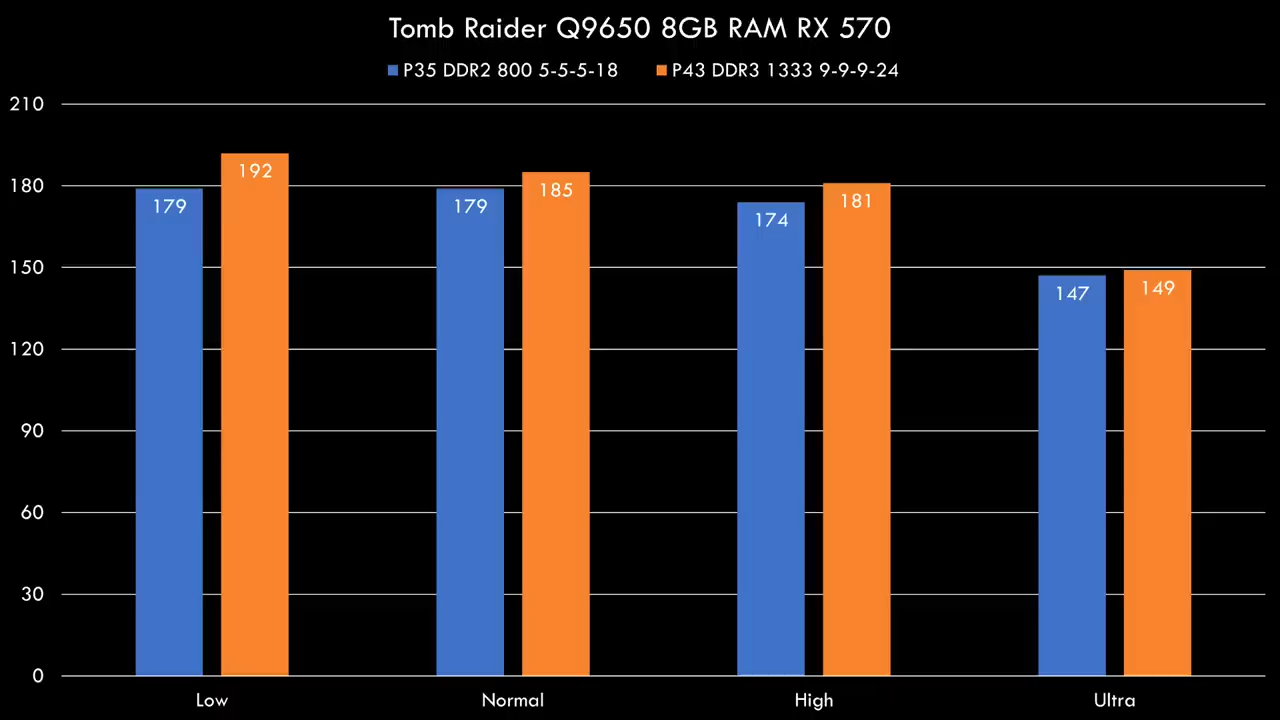 Tomb Raider Q9650 8GB RAM RX 570
P35 DDR2 800 5-5-5-18 P43 DDR3 1333 9-9-9-24
210
180
150
120
90
60
30
0
179 192 179 185 174 181 147 149
Low Normal High Ultra